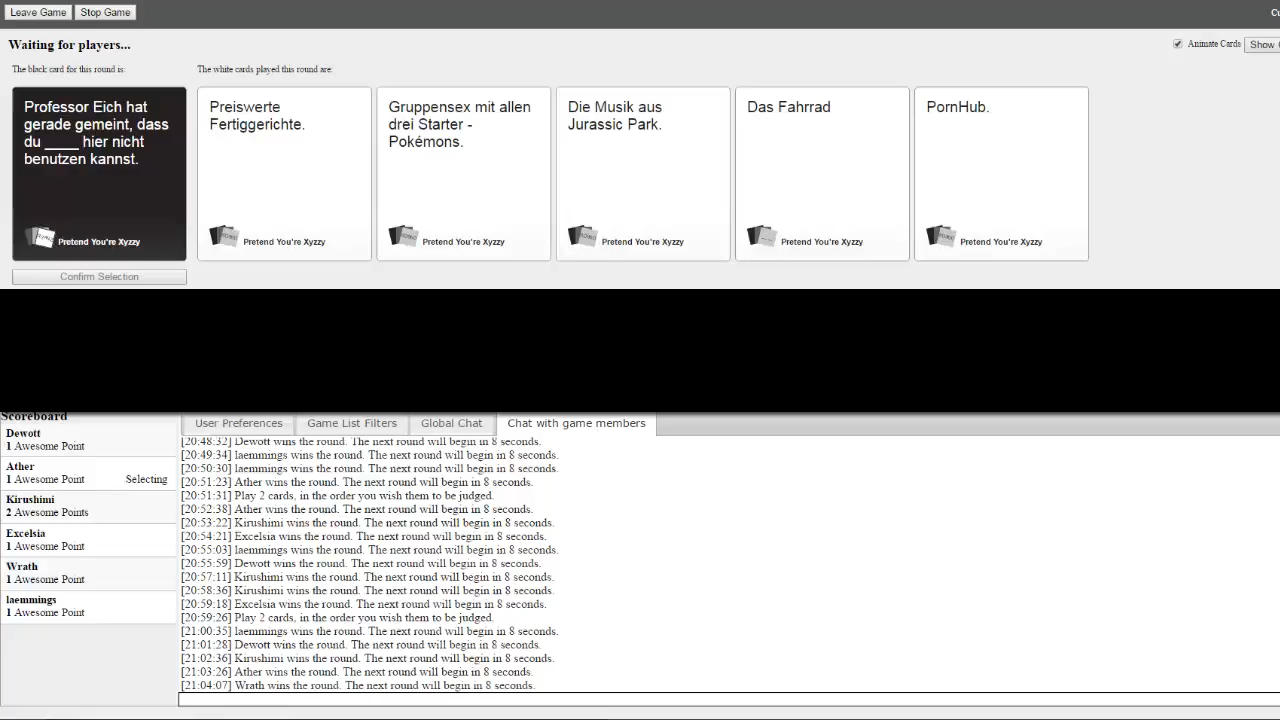 Leave Game
Stop Game
Cu
Waiting for players...
Animate Cards
Show
The black card for this round is:
The white cards played this round are:
Professor Eich hat
gerade gemeint, dass
du ____ hier nicht
benutzen kannst.
Pretend You're Xyzzy
Preiswerte
Fertiggerichte.
Pretend You're Xyzzy
Gruppensex mit allen
drei Starter -
Pokémons.
Pretend You're Xyzzy
Die Musik aus
Jurassic Park.
Pretend You're Xyzzy
Das Fahrrad
Pretend You're Xyzzy
PornHub.
Pretend You're Xyzzy
Confirm Selection
Scoreboard
Dewott
1 Awesome Point
Ather
1 Awesome Point Selecting
Kirushimi
2 Awesome Points
Excelsia
1 Awesome Point
Wrath
1 Awesome Point
laemmings
1 Awesome Point
User Preferences
Game List Filters
Global Chat
Chat with game members
[20:48:32] Dewott wins the round. The next round will begin in 8 seconds.
[20:49:34] laemmings wins the round. The next round will begin in 8 seconds.
[20:50:30] laemmings wins the round. The next round will begin in 8 seconds.
[20:51:23] Ather wins the round. The next round will begin in 8 seconds.
[20:51:31] Play 2 cards, in the order you wish them to be judged.
[20:52:38] Ather wins the round. The next round will begin in 8 seconds.
[20:53:22] Kirushimi wins the round. The next round will begin in 8 seconds.
[20:54:21] Excelsia wins the round. The next round will begin in 8 seconds.
[20:55:03] laemmings wins the round. The next round will begin in 8 seconds.
[20:55:59] Dewott wins the round. The next round will begin in 8 seconds.
[20:57:11] Kirushimi wins the round. The next round will begin in 8 seconds.
[20:58:36] Kirushimi wins the round. The next round will begin in 8 seconds.
[20:59:18] Excelsia wins the round. The next round will begin in 8 seconds.
[20:59:26] Play 2 cards, in the order you wish them to be judged.
[21:00:35] laemmings wins the round. The next round will begin in 8 seconds.
[21:01:28] Dewott wins the round. The next round will begin in 8 seconds.
[21:02:36] Kirushimi wins the round. The next round will begin in 8 seconds.
[21:03:26] Ather wins the round. The next round will begin in 8 seconds.
[21:04:07] Wrath wins the round. The next round will begin in 8 seconds.